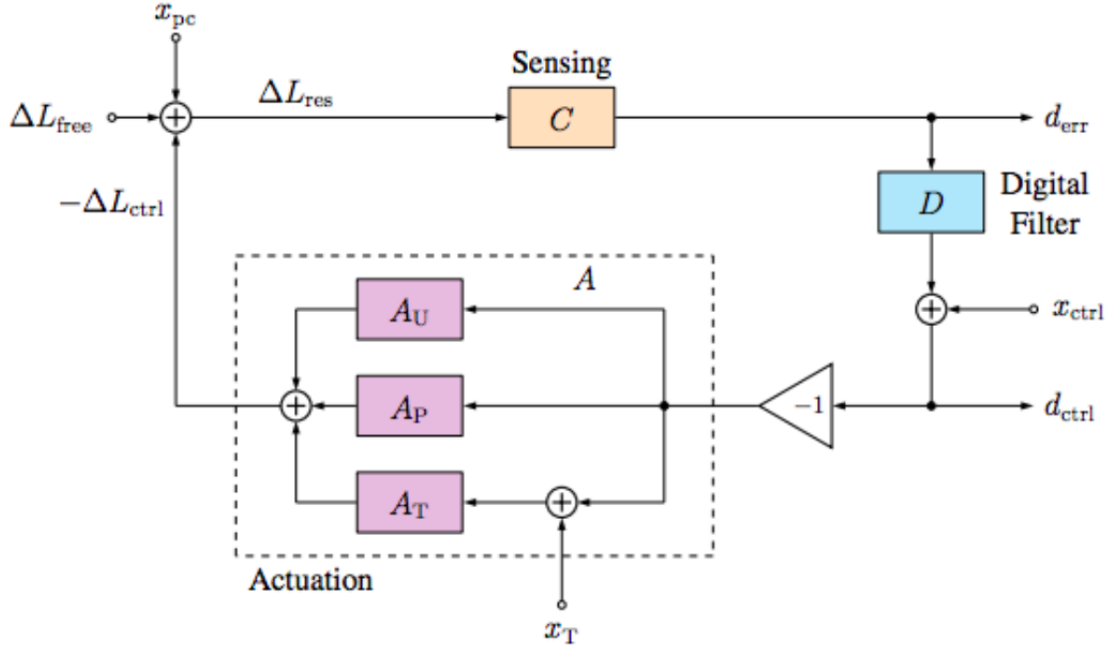 x_pc
Sensing
ΔL_free
+
ΔL_res
C
d_err
−ΔL_ctrl
D
Digital
Filter
A
A_U
+
x_ctrl
+
A_P
−1
d_ctrl
A_T
+
Actuation
x_T